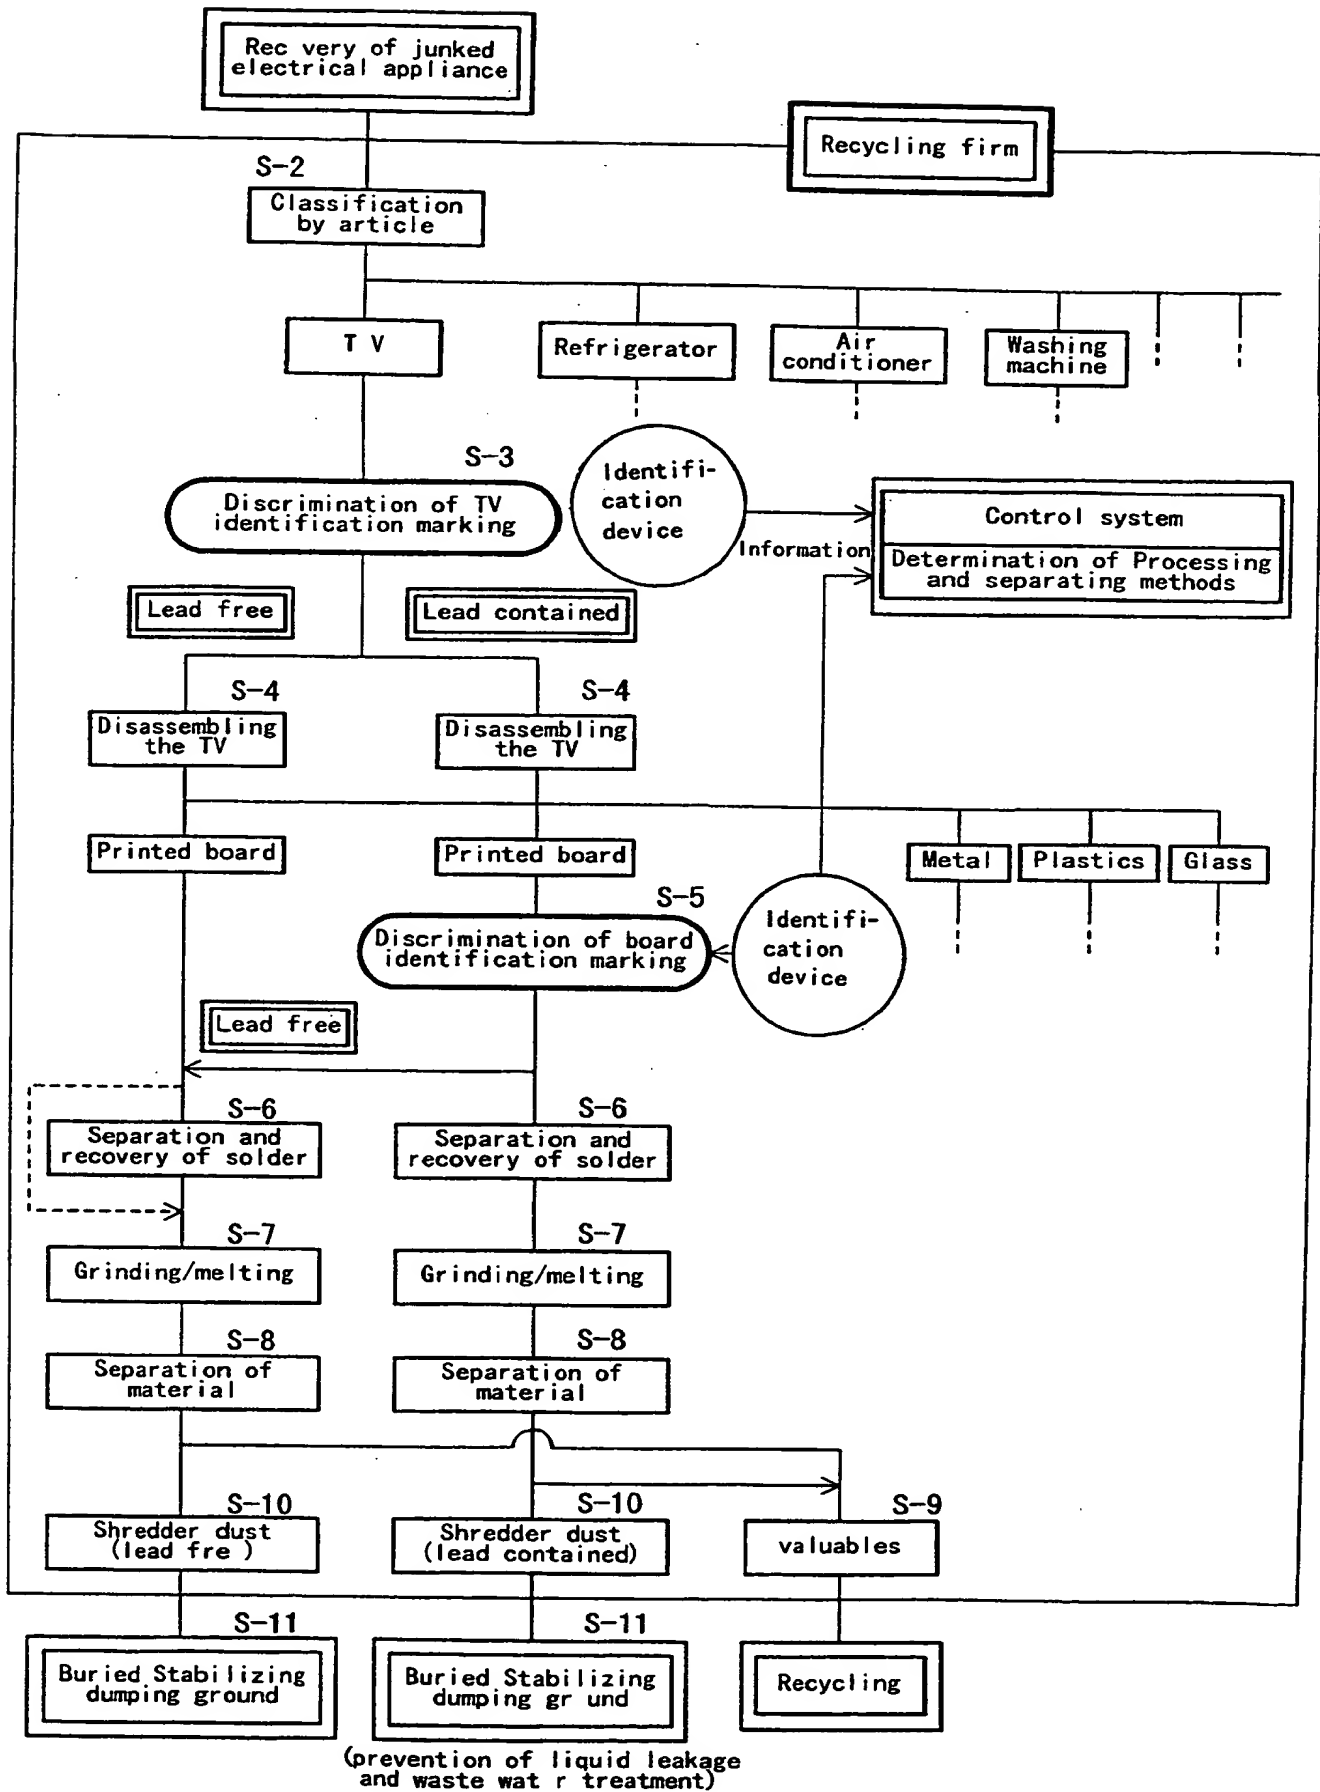 Rec very of junked
electrical appliance
Recycling firm
S-2
Classification
by article
T V
Refrigerator
Air
conditioner
Washing
machine
S-3
Discrimination of TV
identification marking
Identifi-
cation
device
Information
Control system
Determination of Processing
and separating methods
Lead free
Lead contained
S-4
Disassembling
the TV
S-4
Disassembling
the TV
Printed board
Printed board
Metal
Plastics
Glass
S-5
Discrimination of board
identification marking
Identifi-
cation
device
Lead free
S-6
Separation and
recovery of solder
S-6
Separation and
recovery of solder
S-7
Grinding/melting
S-7
Grinding/melting
S-8
Separation of
material
S-8
Separation of
material
S-10
Shredder dust
(lead fre )
S-10
Shredder dust
(lead contained)
S-9
valuables
S-11
Buried Stabilizing
dumping ground
S-11
Buried Stabilizing
dumping gr und
Recycling
(prevention of liquid leakage
and waste wat r treatment)